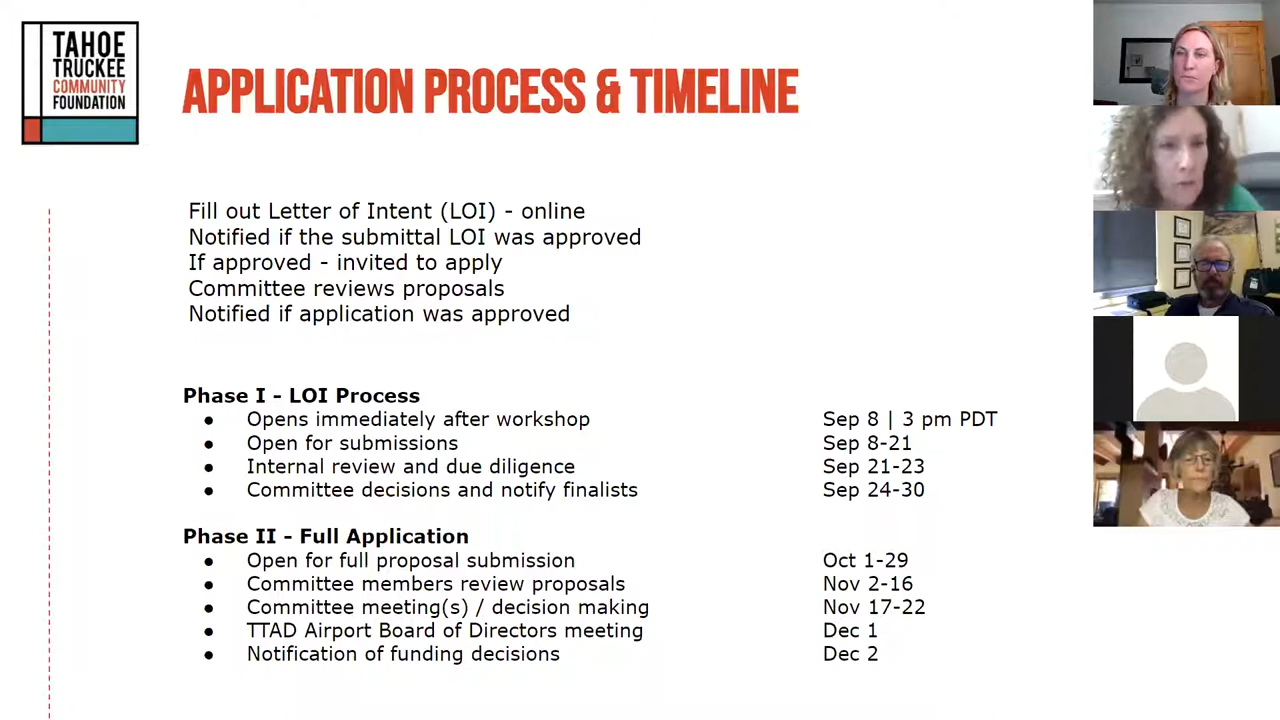 TAHOE
TRUCKEE
COMMUNITY
FOUNDATION
APPLICATION PROCESS & TIMELINE
Fill out Letter of Intent (LOI) - online
Notified if the submittal LOI was approved
If approved - invited to apply
Committee reviews proposals
Notified if application was approved
Phase I - LOI Process
● Opens immediately after workshop Sep 8 | 3 pm PDT
● Open for submissions Sep 8-21
● Internal review and due diligence Sep 21-23
● Committee decisions and notify finalists Sep 24-30
Phase II - Full Application
● Open for full proposal submission Oct 1-29
● Committee members review proposals Nov 2-16
● Committee meeting(s) / decision making Nov 17-22
● TTAD Airport Board of Directors meeting Dec 1
● Notification of funding decisions Dec 2